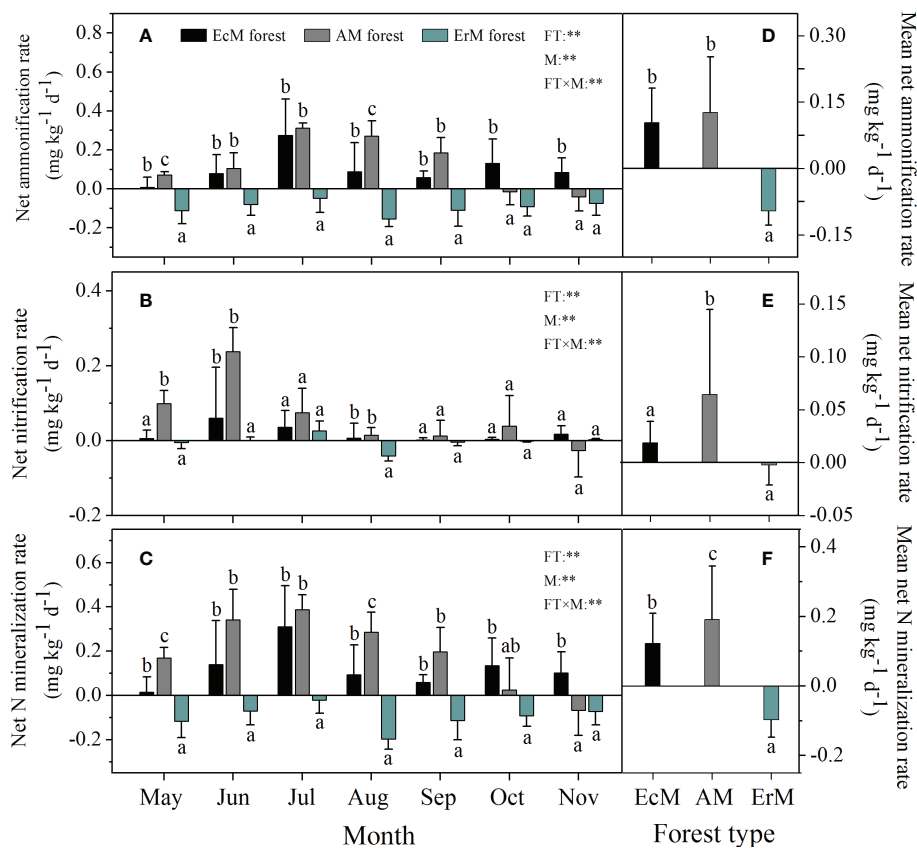 A
EcM forest
AM forest
ErM forest
FT:**
M:**
FT×M:**
Net ammonification rate
(mg kg-1 d-1)
0.8
0.6
0.4
0.2
0.0
-0.2
b c a
b b a
b b a
b c a
b b a
b a a
b a a
D
Mean net ammonification rate
(mg kg-1 d-1)
0.30
0.15
0.00
-0.15
b b a
B
FT:**
M:**
FT×M:**
Net nitrification rate
(mg kg-1 d-1)
0.4
0.2
0.0
-0.2
a b a
b b a
a a a
b b a
a a a
a a a
a a a
E
Mean net nitrification rate
(mg kg-1 d-1)
0.15
0.10
0.05
0.00
-0.05
a b a
C
FT:**
M:**
FT×M:**
Net N mineralization rate
(mg kg-1 d-1)
0.6
0.4
0.2
0.0
-0.2
b c a
b b a
b b a
b c a
b b a
b ab a
b a a
F
Mean net N mineralization rate
(mg kg-1 d-1)
0.4
0.2
0.0
-0.2
b c a
May Jun Jul Aug Sep Oct Nov
Month
EcM AM ErM
Forest type